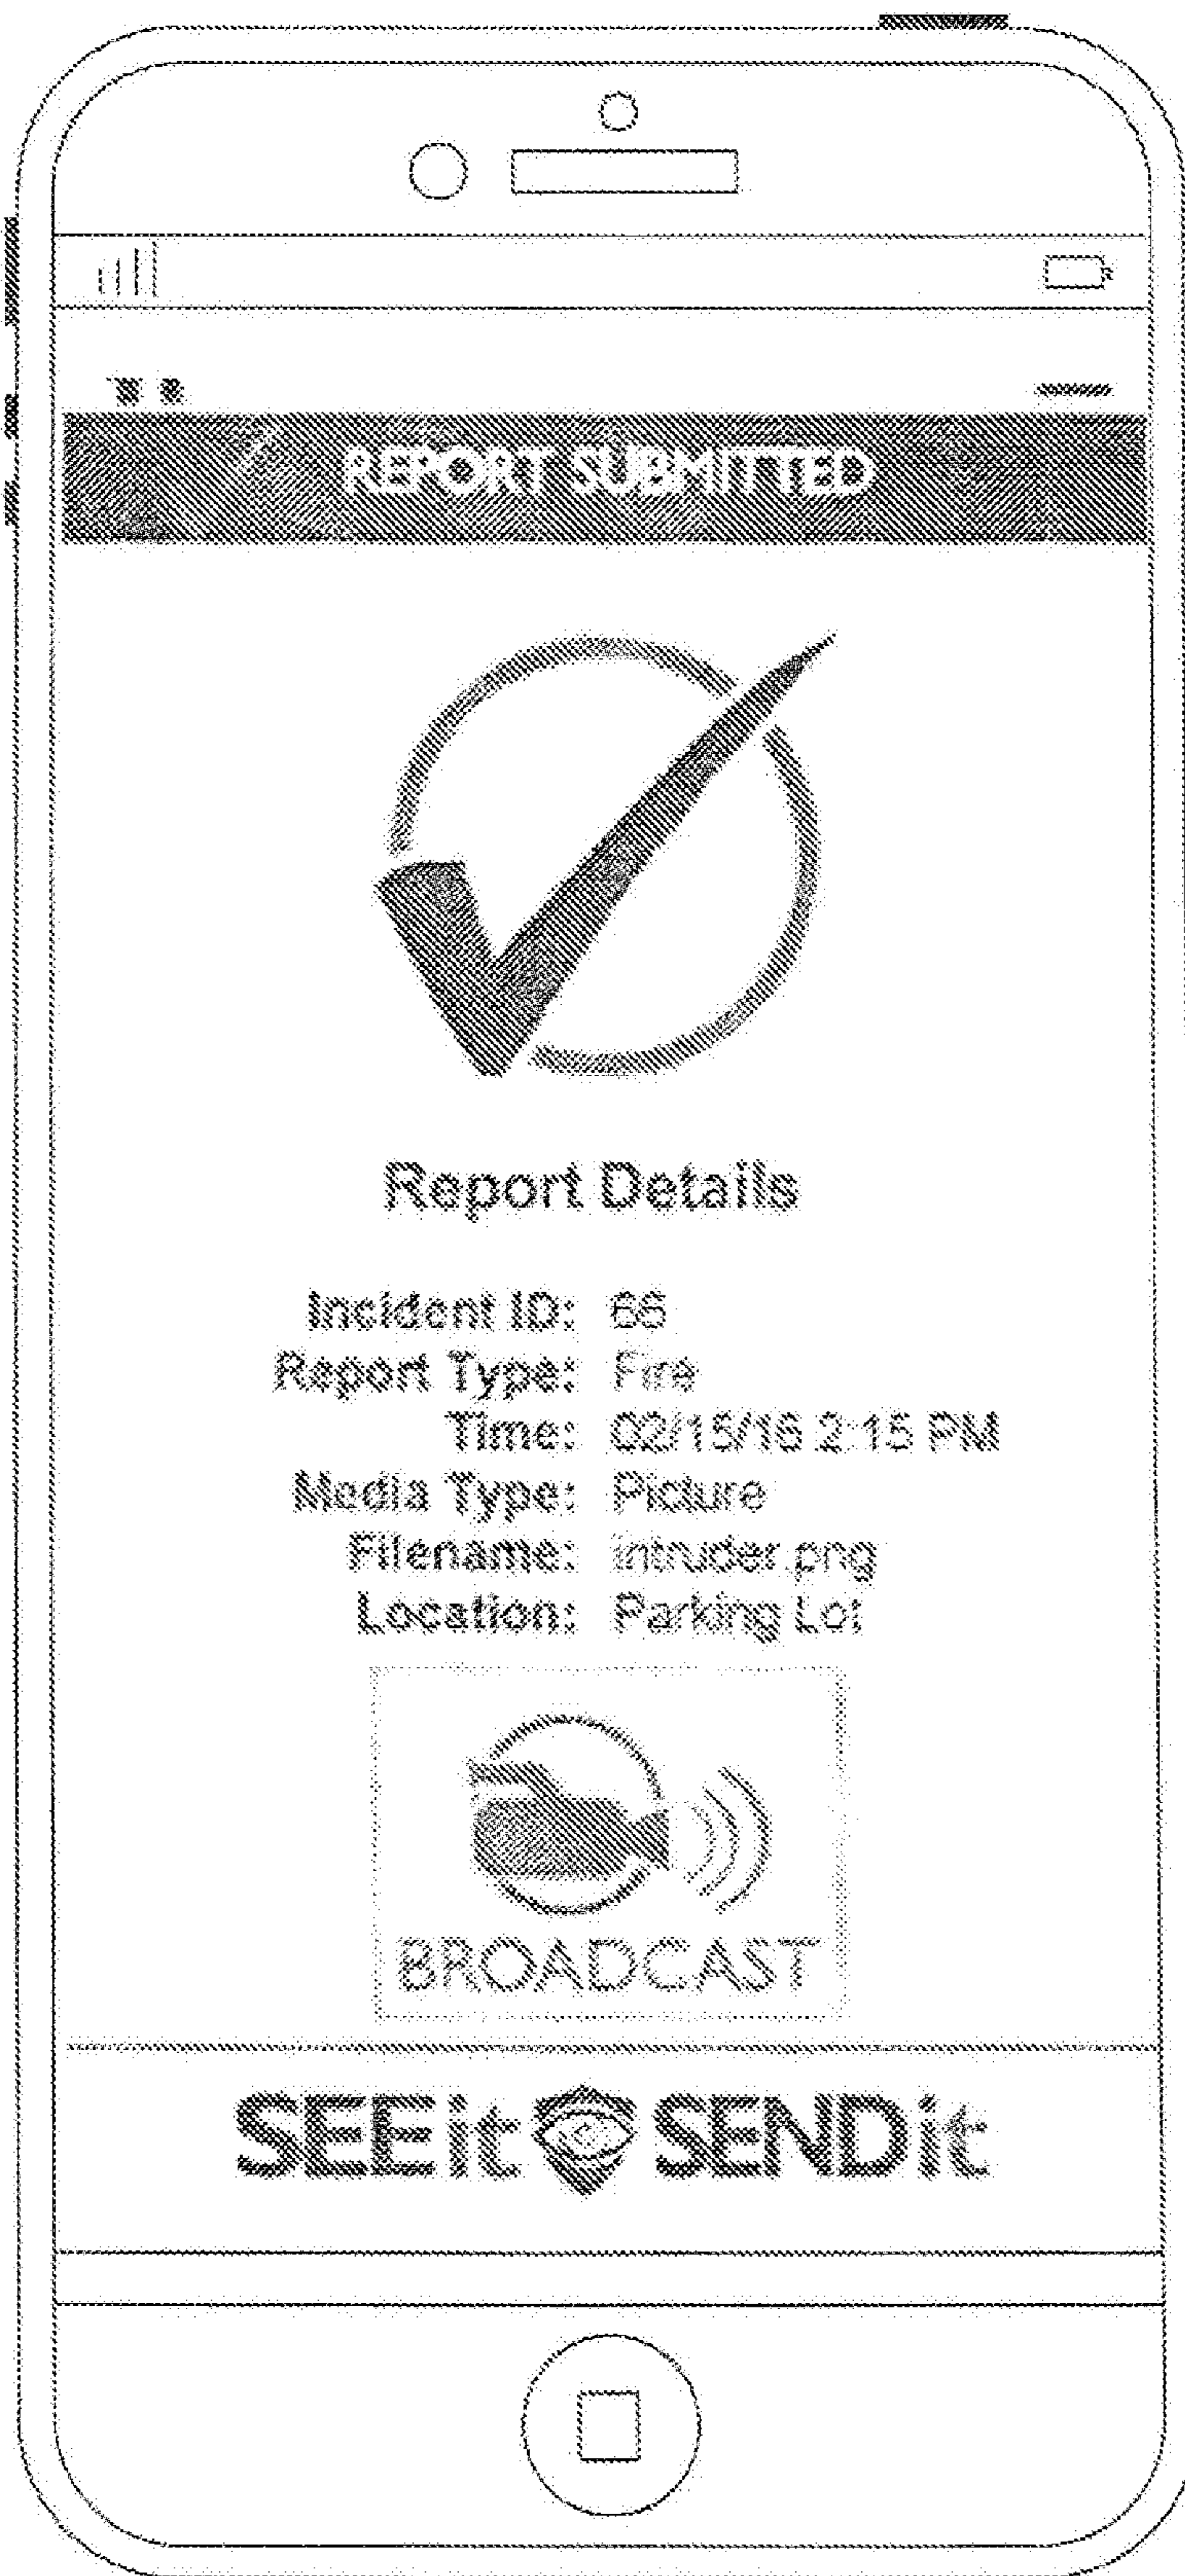 REPORT SUBMITTED
Report Details
Incident ID: 66
Report Type: Fire
Time: 02/15/16 2:15 PM
Media Type: Picture
Filename: intruder.png
Location: Parking Lot
BROADCAST
SEEit SENDit